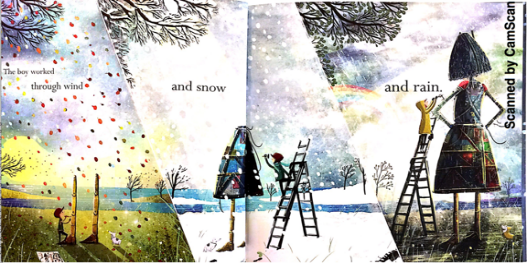 The boy worked
through wind
and snow
and rain.
Scanned by CamScan